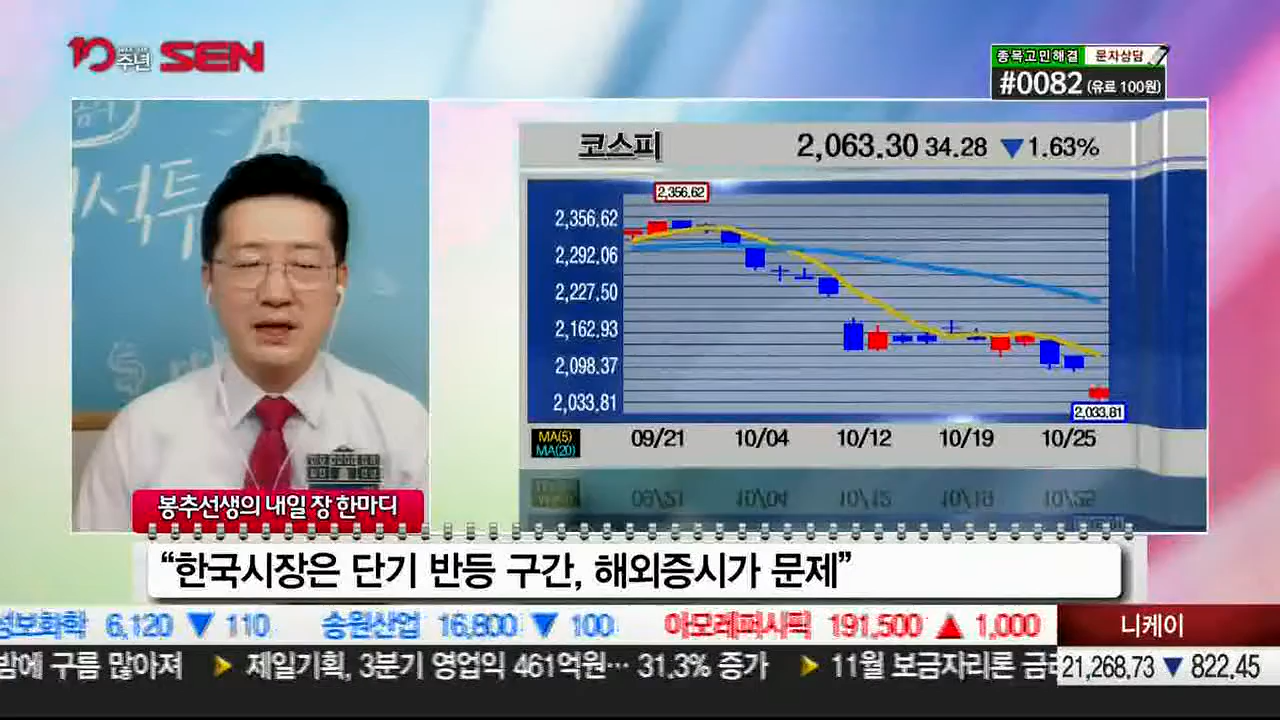 10주년 SEN
종목고민해결 문자상담
#0082 (유료 100원)
석투
$
코스피 2,063.30 34.28 ▼1.63%
2,356.62
2,356.62
2,292.06
2,227.50
2,162.93
2,098.37
2,033.81
2,033.81
MA(5)
MA(20)
09/21 10/04 10/12 10/19 10/25
봉추선생의 내일 장 한마디
“한국시장은 단기 반등 구간, 해외증시가 문제”
성보화학 6,120 ▼ 110 송원산업 16,800 ▼ 100 아모레퍼시픽 191,500 ▲ 1,000 니케이
밤에 구름 많아져 제일기획, 3분기 영업익 461억원… 31.3% 증가 11월 보금자리론 21,268.73 ▼ 822.45